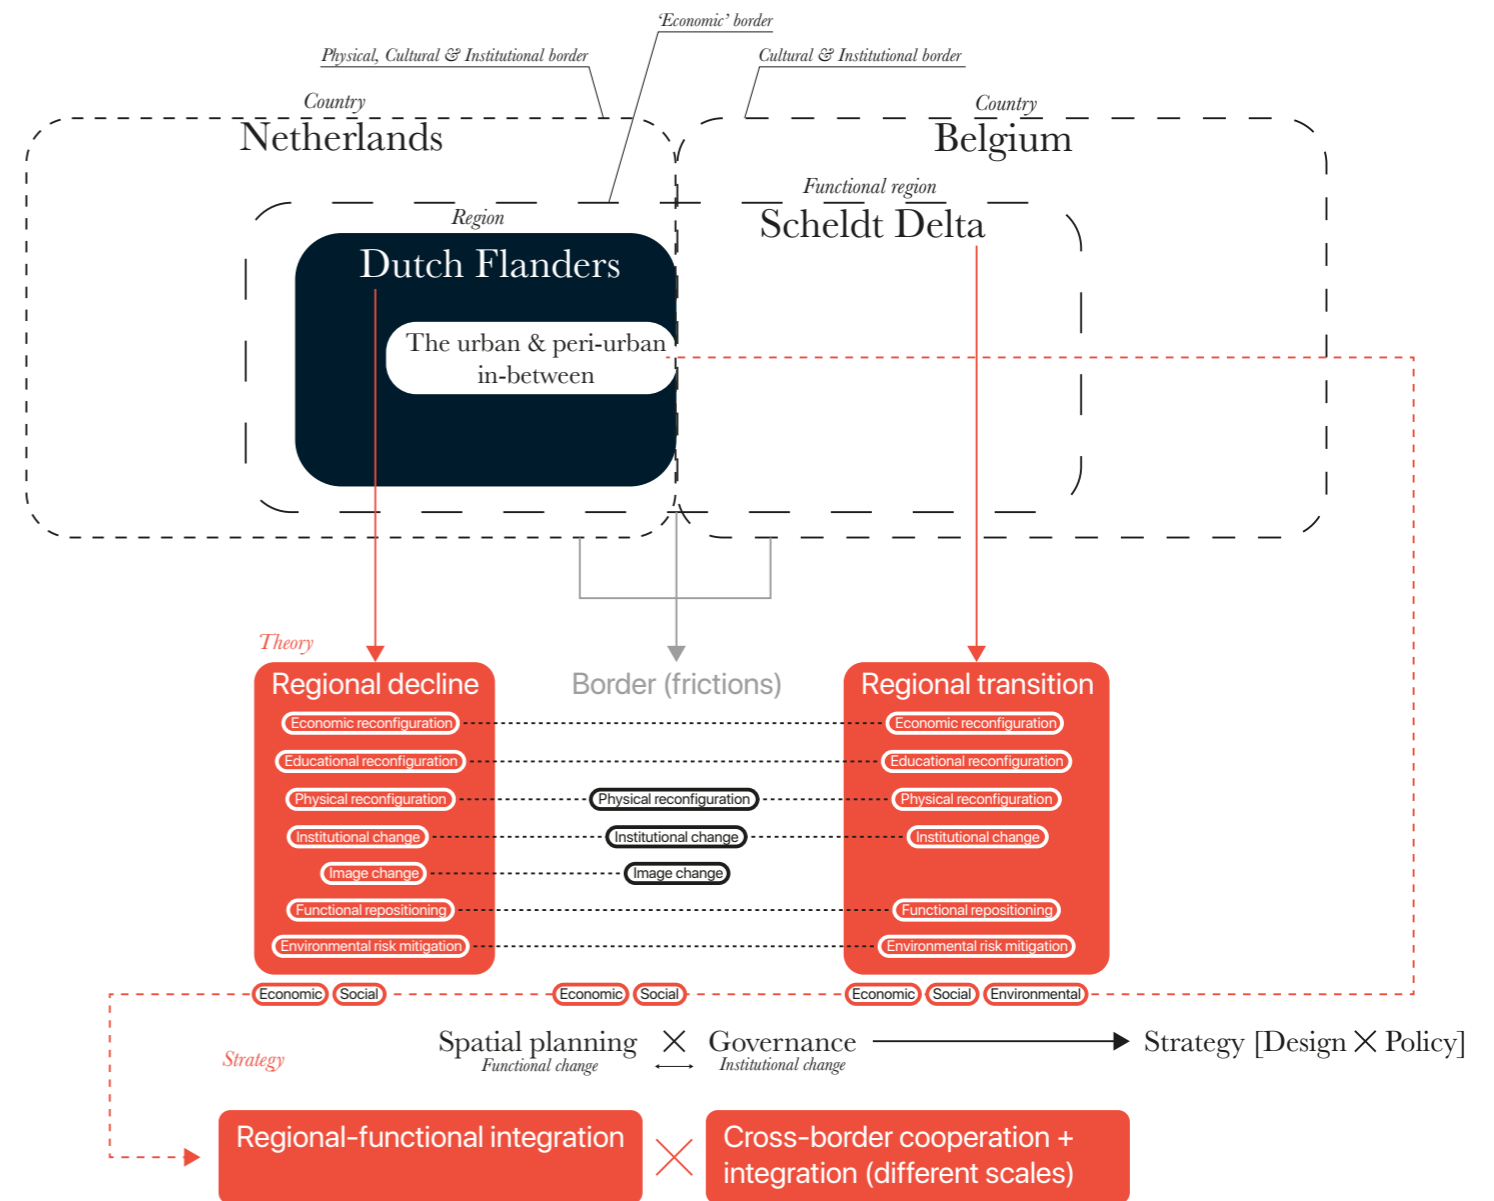 'Economic' border
Physical, Cultural & Institutional border
Cultural & Institutional border
Country
Netherlands
Country
Belgium
Functional region
Scheldt Delta
Region
Dutch Flanders
The urban & peri-urban
in-between
Theory
Regional decline
Border (frictions)
Regional transition
Economic reconfiguration
Economic reconfiguration
Educational reconfiguration
Educational reconfiguration
Physical reconfiguration
Physical reconfiguration
Physical reconfiguration
Institutional change
Institutional change
Institutional change
Image change
Image change
Functional repositioning
Functional repositioning
Environmental risk mitigation
Environmental risk mitigation
Economic
Social
Economic
Social
Economic
Social
Environmental
Spatial planning × Governance
Strategy [Design × Policy]
Functional change
Institutional change
Strategy
Regional-functional integration
×
Cross-border cooperation +
integration (different scales)